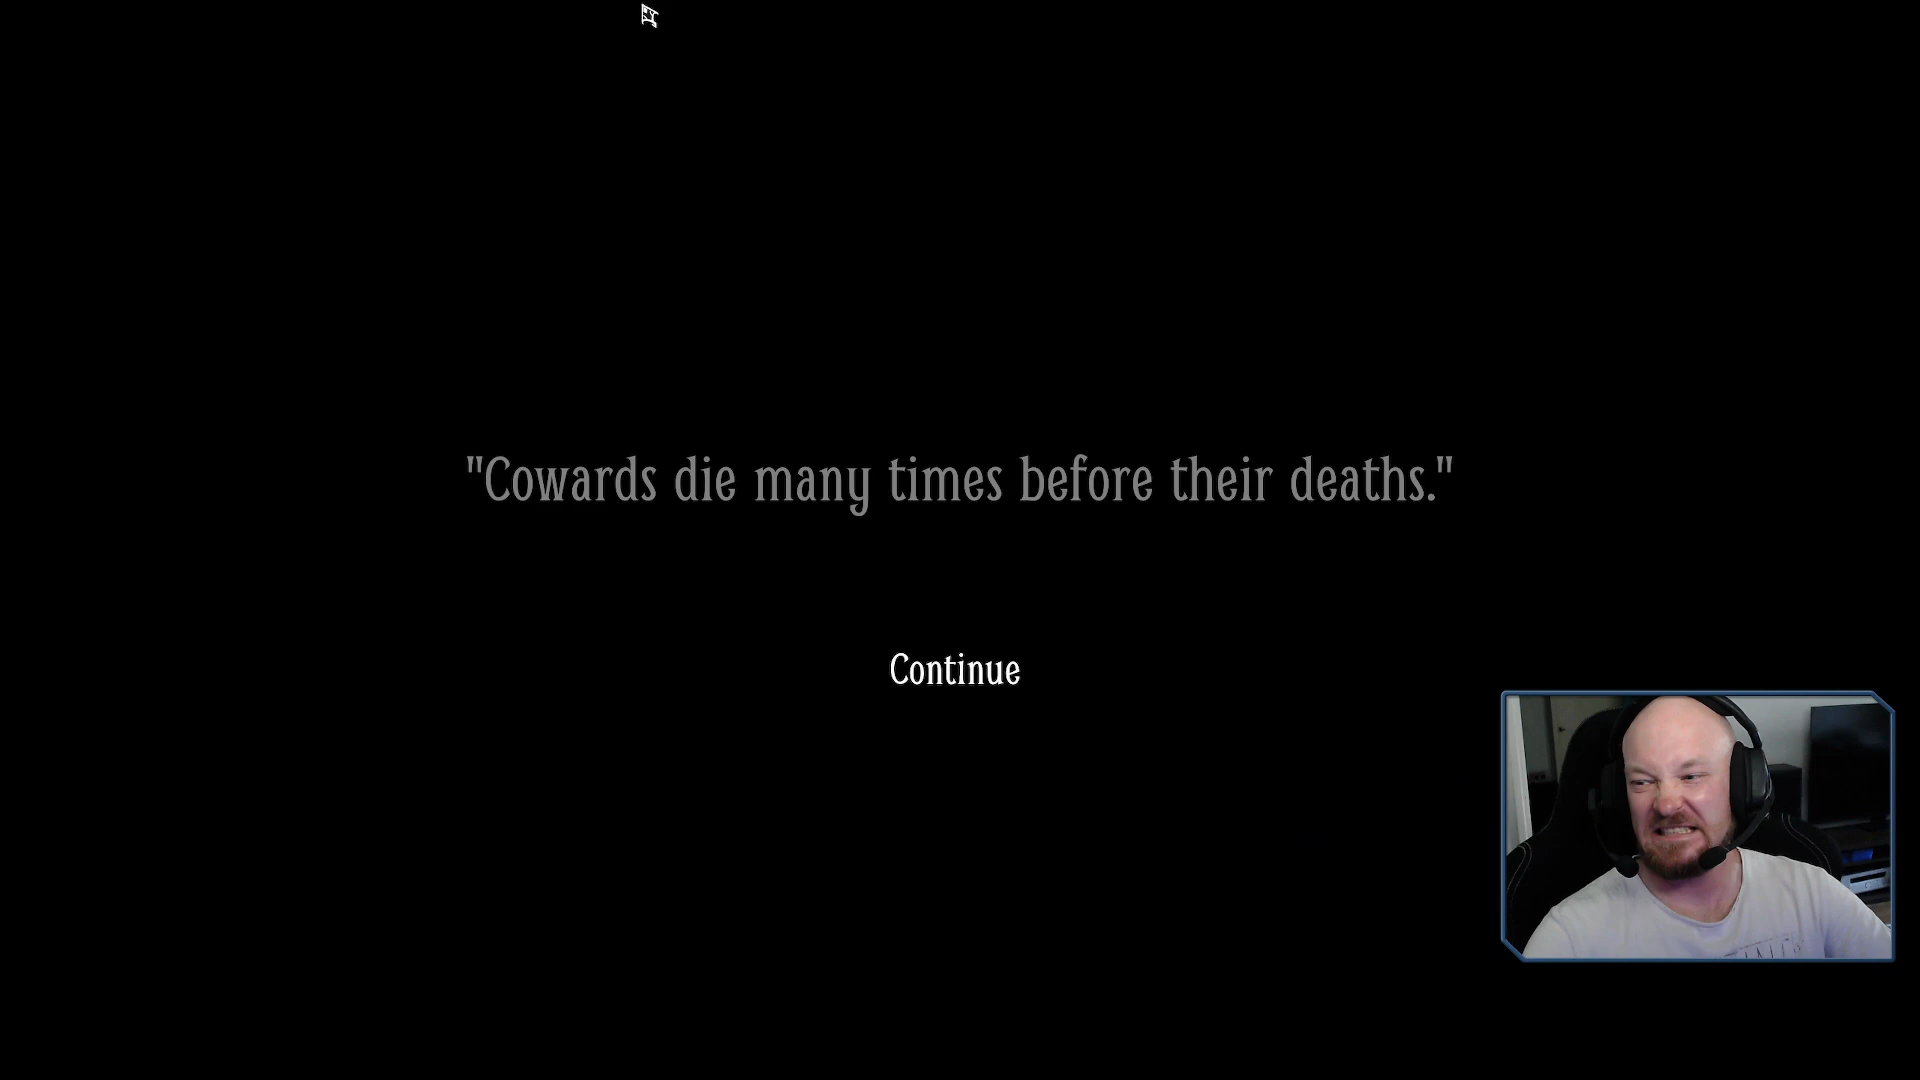 "Cowards die many times before their deaths."
Continue